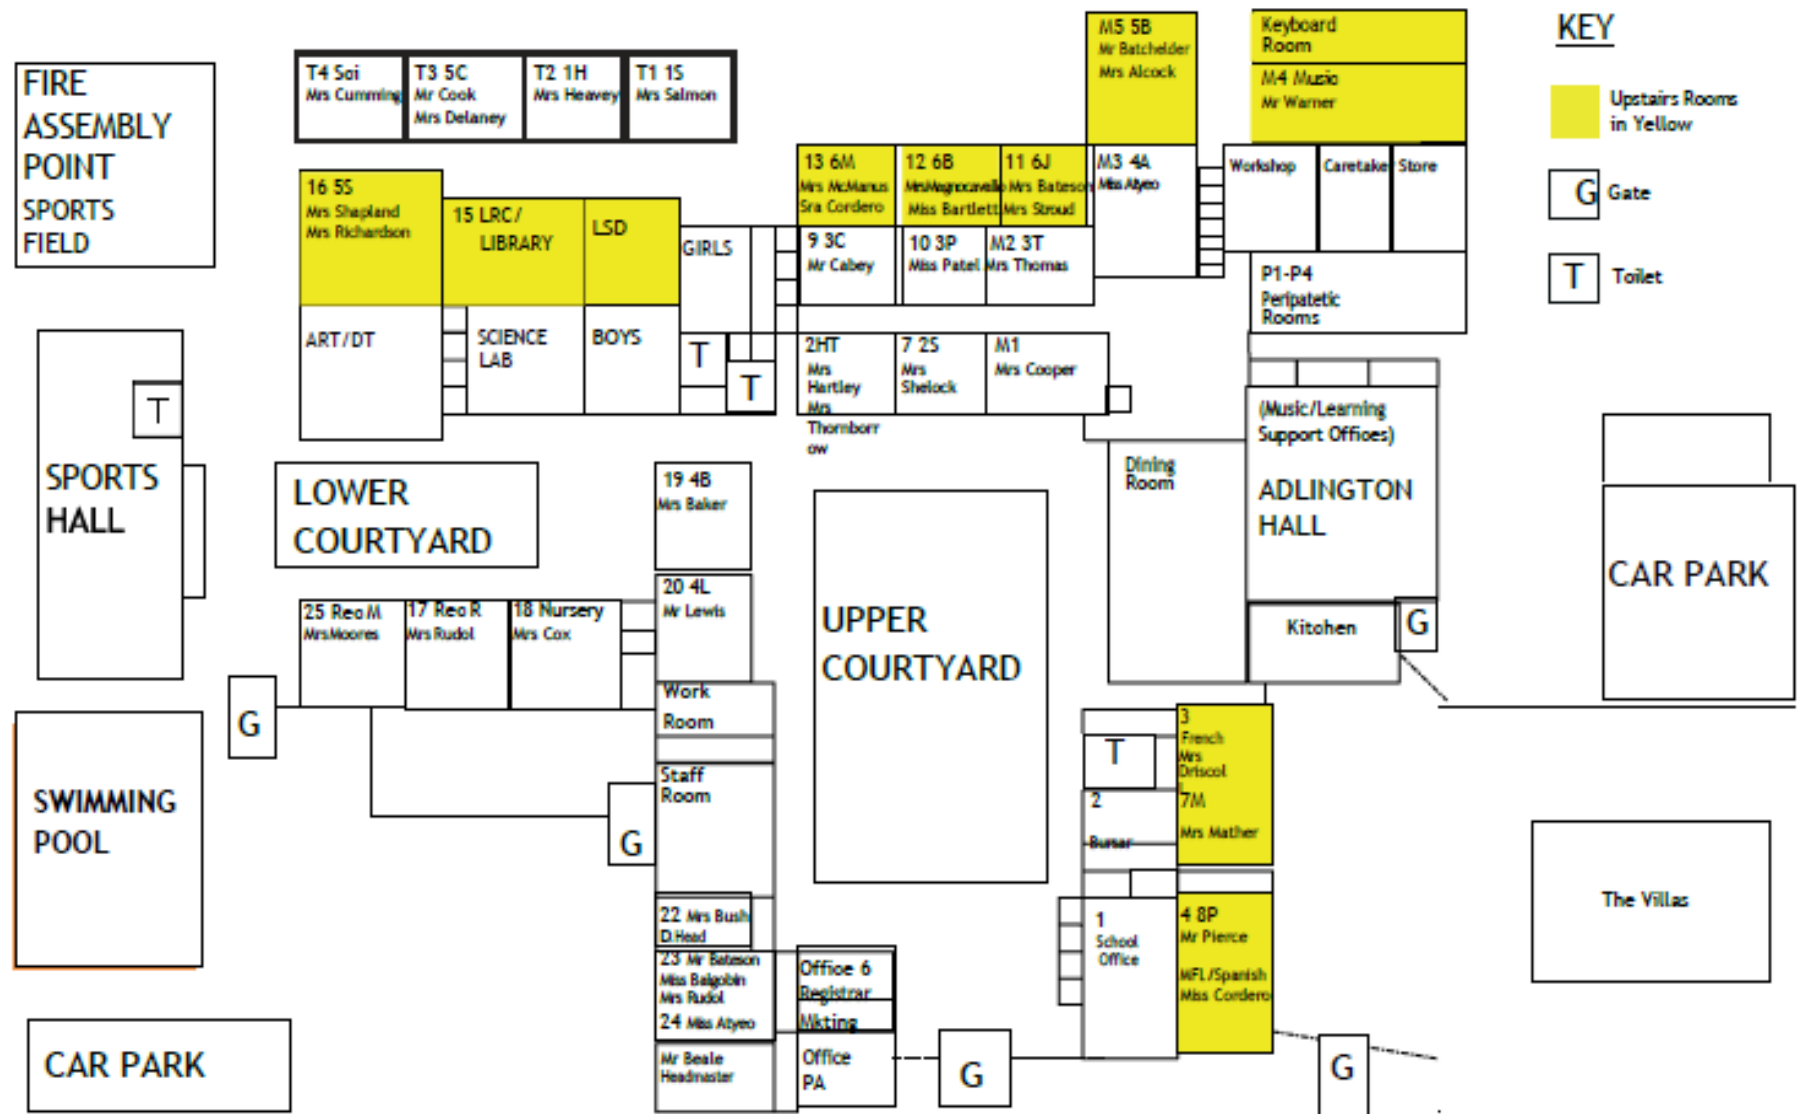 FIRE
ASSEMBLY
POINT
SPORTS
FIELD
T4 Sci
Mrs Cumming
T3 5C
Mr Cook
Mrs Delaney
T2 1H
Mrs Heavey
T1 1S
Mrs Salmon
M5 5B
Mr Batchelder
Mrs Alcock
Keyboard
Room
M4 Music
Mr Warner
KEY
Upstairs Rooms
in Yellow
G Gate
T Toilet
16 5S
Mrs Shapland
Mrs Richardson
15 LRC/
LIBRARY
LSD
GIRLS
13 6M
Mrs McManus
Sra Cordero
12 6B
Mrs Magnocavallo
Miss Bartlett
11 6J
Mrs Bateson
Mrs Stroud
M3 4A
Miss Atyeo
Workshop
Caretake
Store
9 3C
Mr Cabey
10 3P
Miss Patel
M2 3T
Mrs Thomas
P1-P4
Peripatetic
Rooms
ART/DT
SCIENCE
LAB
BOYS
T
T
2HT
Mrs
Hartley
Mrs
Thornborr
ow
7 2S
Mrs
Shelock
M1
Mrs Cooper
T
SPORTS
HALL
LOWER
COURTYARD
19 4B
Mrs Baker
Dining
Room
(Music/Learning
Support Offices)
ADLINGTON
HALL
CAR PARK
20 4L
Mr Lewis
UPPER
COURTYARD
25 Rec M
Mrs Moores
17 Rec R
Mrs Rudol
18 Nursery
Mrs Cox
Kitchen
G
Work
Room
G
SWIMMING
POOL
Staff
Room
G
T
3
French
Mrs
Driscol
l
7M
Mrs Mather
2
Bursar
The Villas
22 Mrs Bush
D.Head
23 Mr Bateson
Miss Balgobin
Mrs Rudol
24 Miss Atyeo
Office 6
Registrar
Mkting
1
School
Office
4 8P
Mr Pierce
MFL/Spanish
Miss Cordero
CAR PARK
Mr Beale
Headmaster
Office
PA
G
G